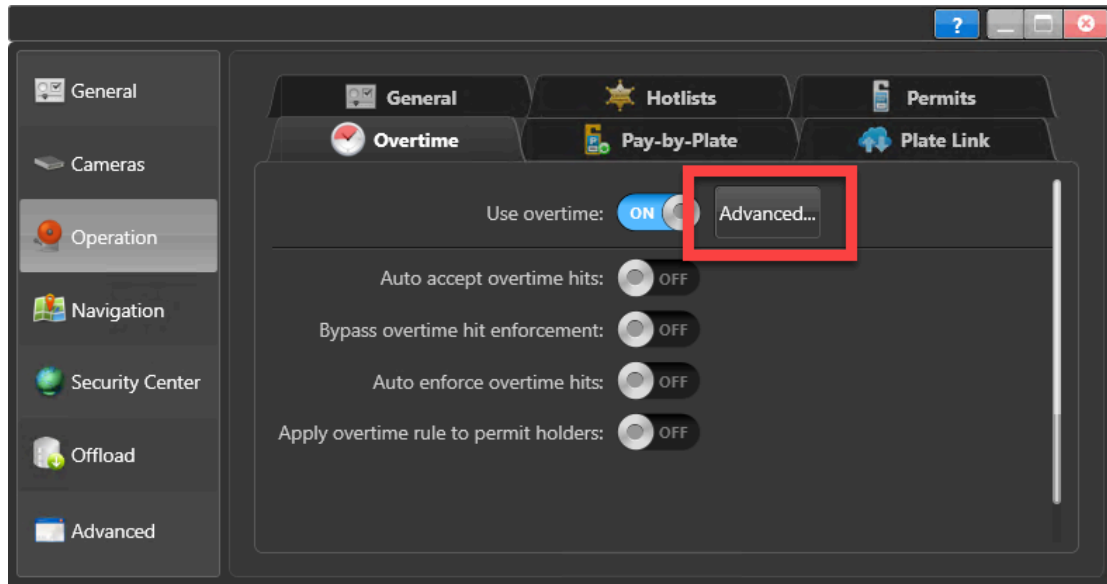 ?
General
Cameras
Operation
Navigation
Security Center
Offload
Advanced
General
Hotlists
Permits
Overtime
Pay-by-Plate
Plate Link
Use overtime: ON Advanced...
Auto accept overtime hits: OFF
Bypass overtime hit enforcement: OFF
Auto enforce overtime hits: OFF
Apply overtime rule to permit holders: OFF